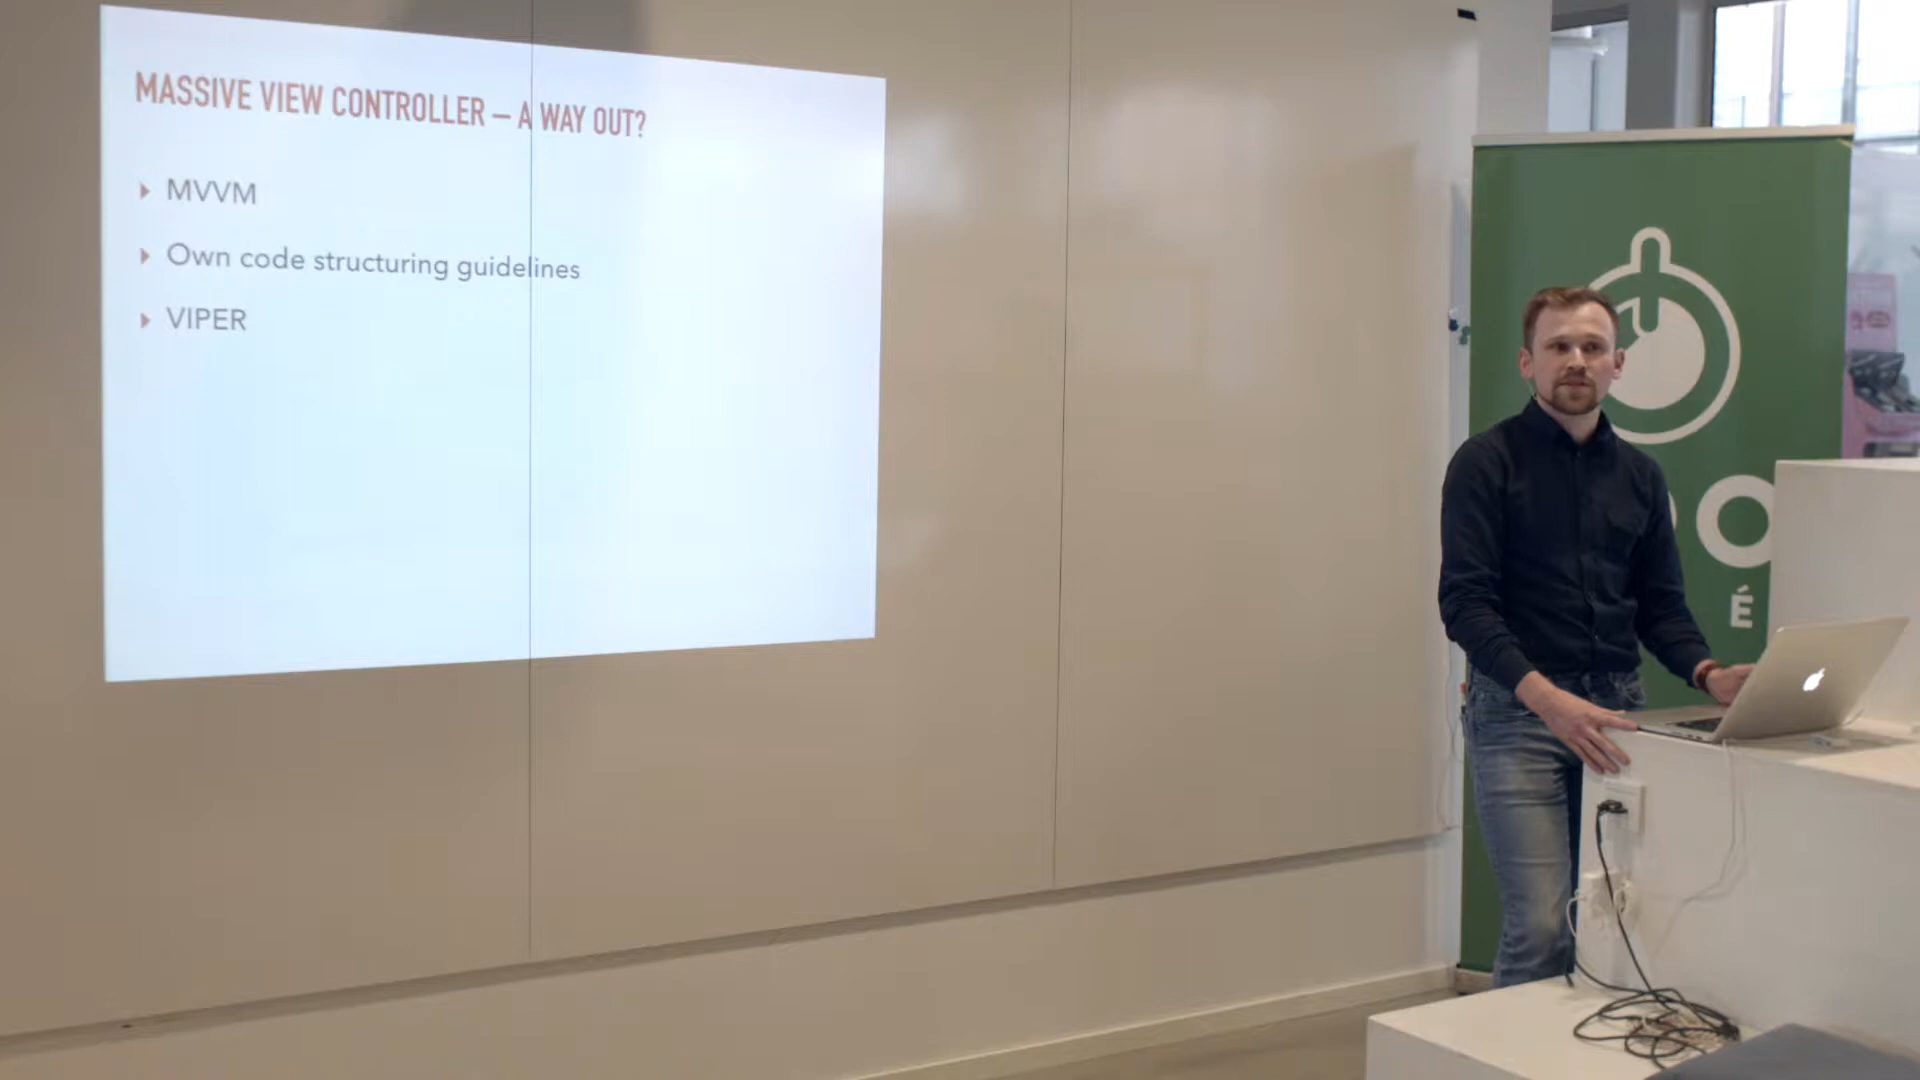 MASSIVE VIEW CONTROLLER – A WAY OUT?
MVVM
Own code structuring guidelines
VIPER
O
É